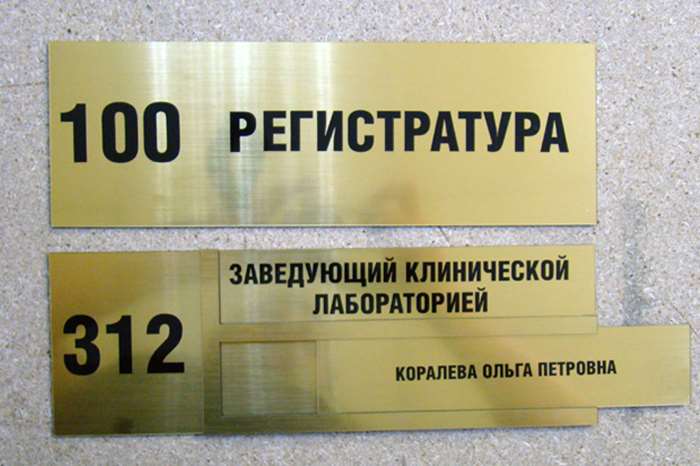 100 РЕГИСТРАТУРА
ЗАВЕДУЮЩИЙ КЛИНИЧЕСКОЙ
ЛАБОРАТОРИЕЙ
312
КОРАЛЕВА ОЛЬГА ПЕТРОВНА